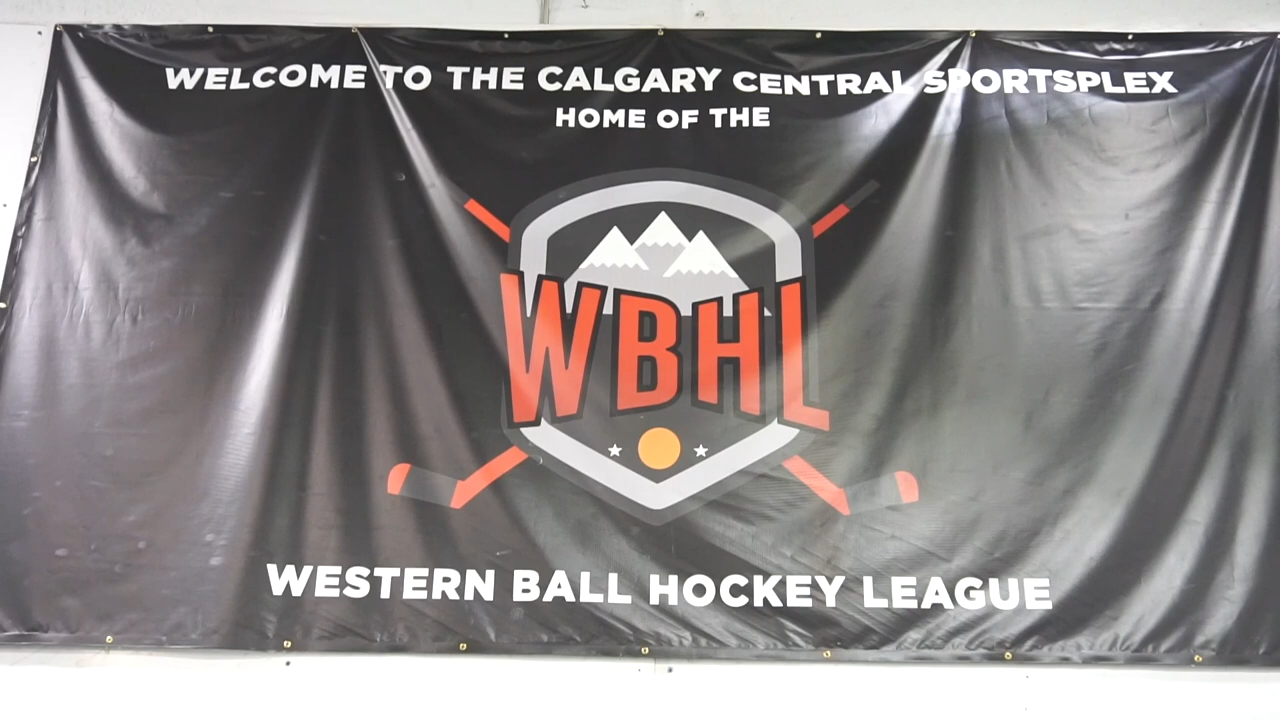 WELCOME TO THE CALGARY CENTRAL SPORTSPLEX
HOME OF THE
WBHL
WESTERN BALL HOCKEY LEAGUE